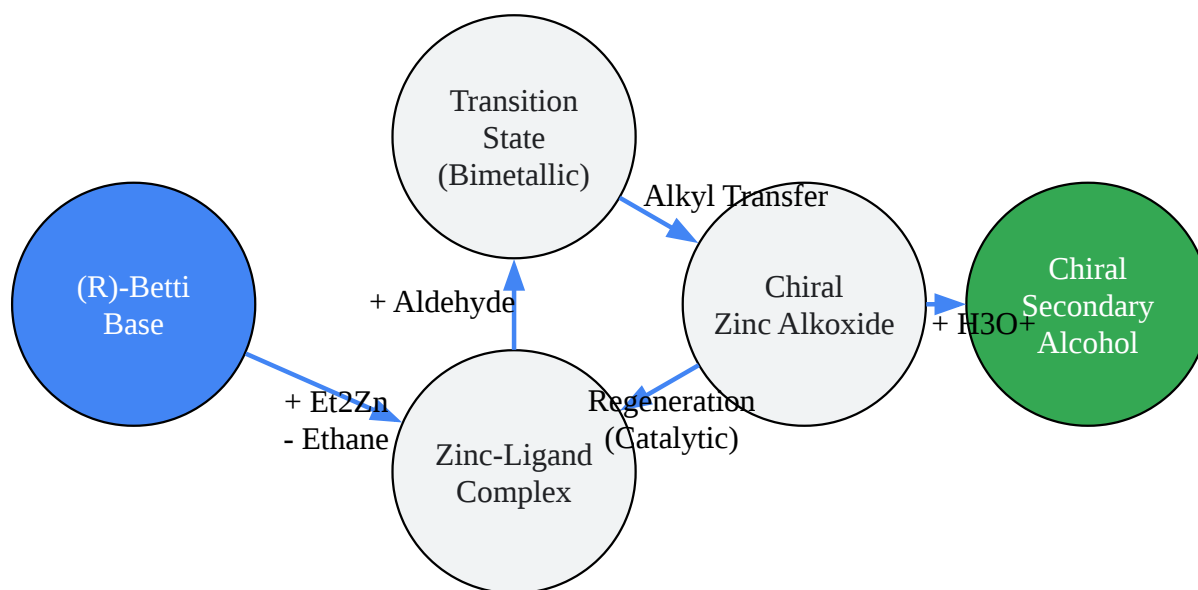 Transition
State
(Bimetallic)
Alkyl Transfer
(R)-Betti
Base
+ Aldehyde
Chiral
Zinc Alkoxide
+ H3O+
Chiral
Secondary
Alcohol
+ Et2Zn
- Ethane
Regeneration
(Catalytic)
Zinc-Ligand
Complex